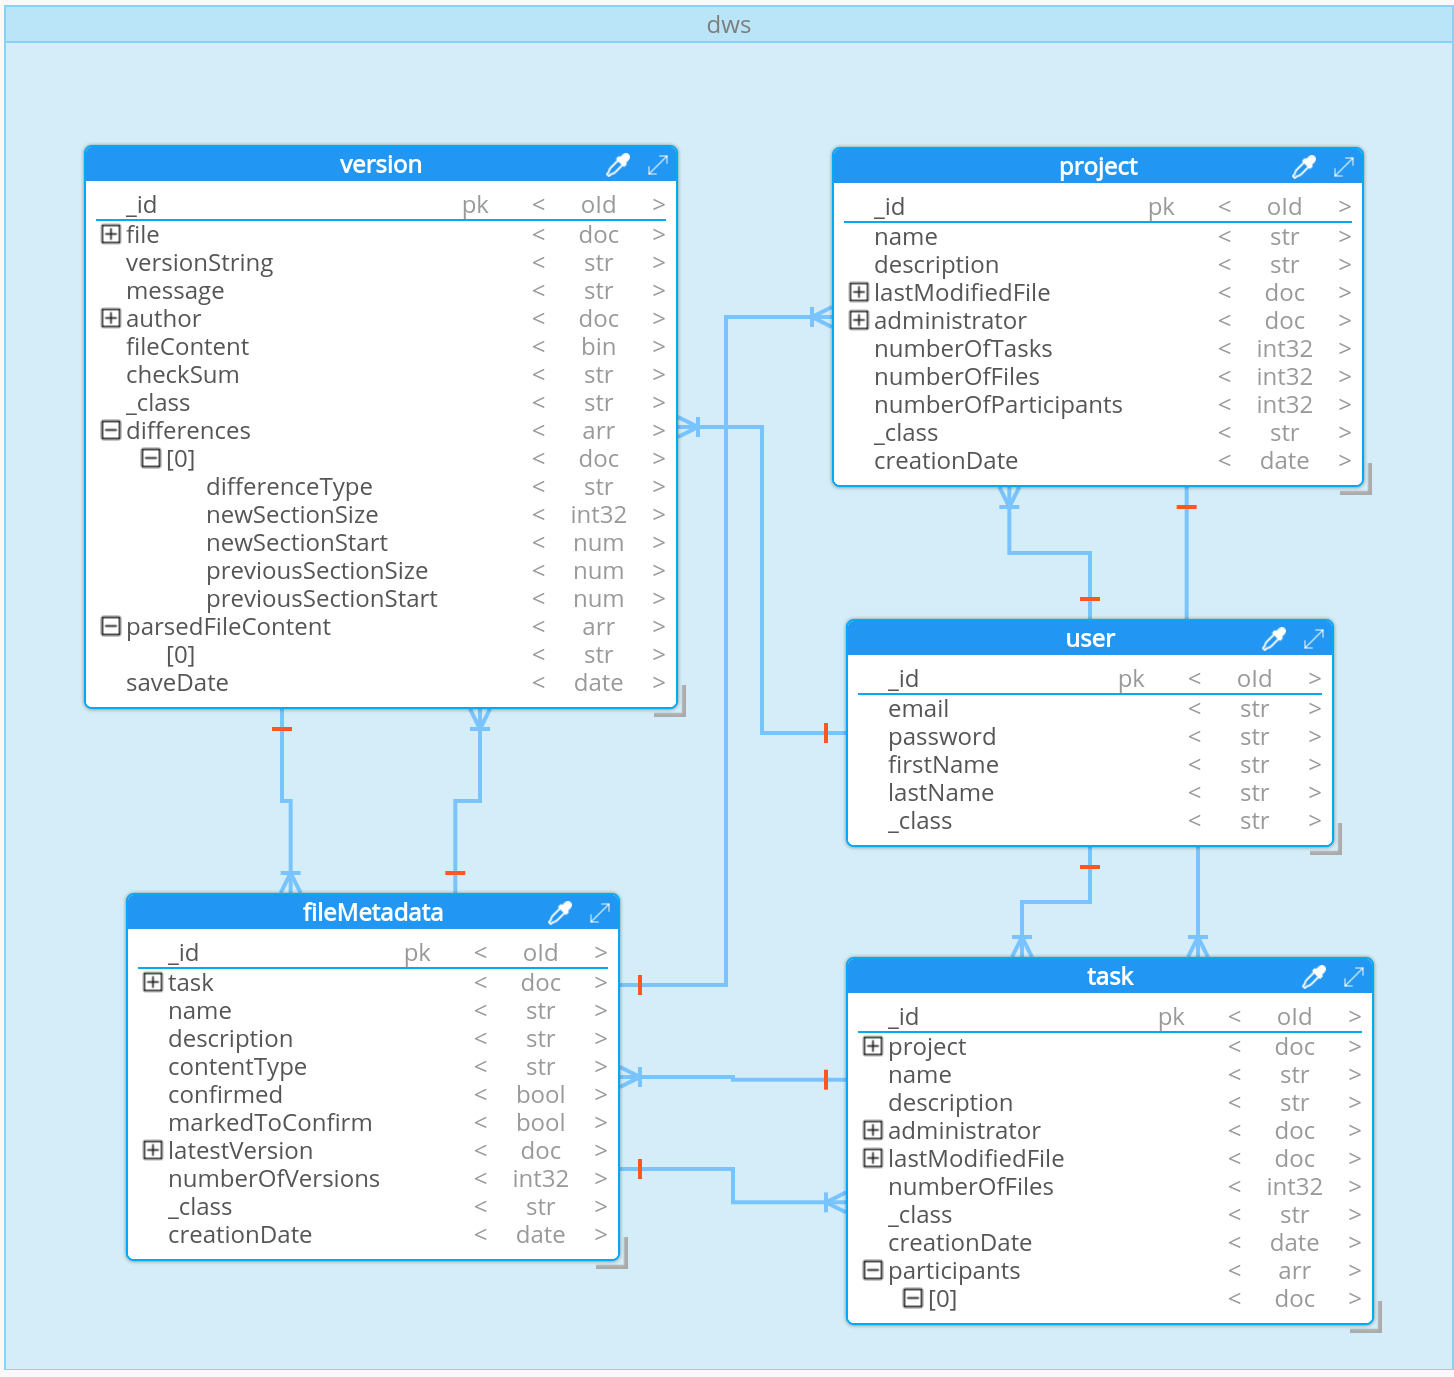 dws
version
_id pk < old >
file < doc >
versionString < str >
message < str >
author < doc >
fileContent < bin >
checkSum < str >
_class < str >
differences < arr >
[0] < doc >
differenceType < str >
newSectionSize < int32 >
newSectionStart < num >
previousSectionSize < num >
previousSectionStart < num >
parsedFileContent < arr >
[0] < str >
saveDate < date >
project
_id pk < old >
name < str >
description < str >
lastModifiedFile < doc >
administrator < doc >
numberOfTasks < int32 >
numberOfFiles < int32 >
numberOfParticipants < int32 >
_class < str >
creationDate < date >
user
_id pk < old >
email < str >
password < str >
firstName < str >
lastName < str >
_class < str >
fileMetadata
_id pk < old >
task < doc >
name < str >
description < str >
contentType < str >
confirmed < bool >
markedToConfirm < bool >
latestVersion < doc >
numberOfVersions < int32 >
_class < str >
creationDate < date >
task
_id pk < old >
project < doc >
name < str >
description < str >
administrator < doc >
lastModifiedFile < doc >
numberOfFiles < int32 >
_class < str >
creationDate < date >
participants < arr >
[0] < doc >